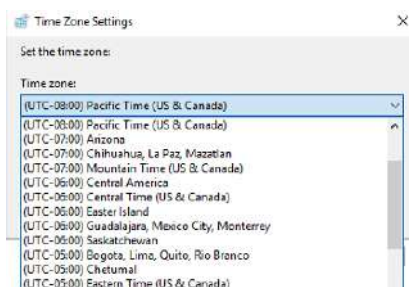 Time Zone Settings
Set the time zone:
Time zone:
(UTC-08:00) Pacific Time (US & Canada)
(UTC-08:00) Pacific Time (US & Canada)
(UTC-07:00) Arizona
(UTC-07:00) Chihuahua, La Paz, Mazatlan
(UTC-07:00) Mountain Time (US & Canada)
(UTC-06:00) Central America
(UTC-06:00) Central Time (US & Canada)
(UTC-06:00) Easter Island
(UTC-06:00) Guadalajara, Mexico City, Monterrey
(UTC-06:00) Saskatchewan
(UTC-05:00) Bogota, Lima, Quito, Rio Branco
(UTC-05:00) Chetumal
(UTC-05:00) Eastern Time (US & Canada)